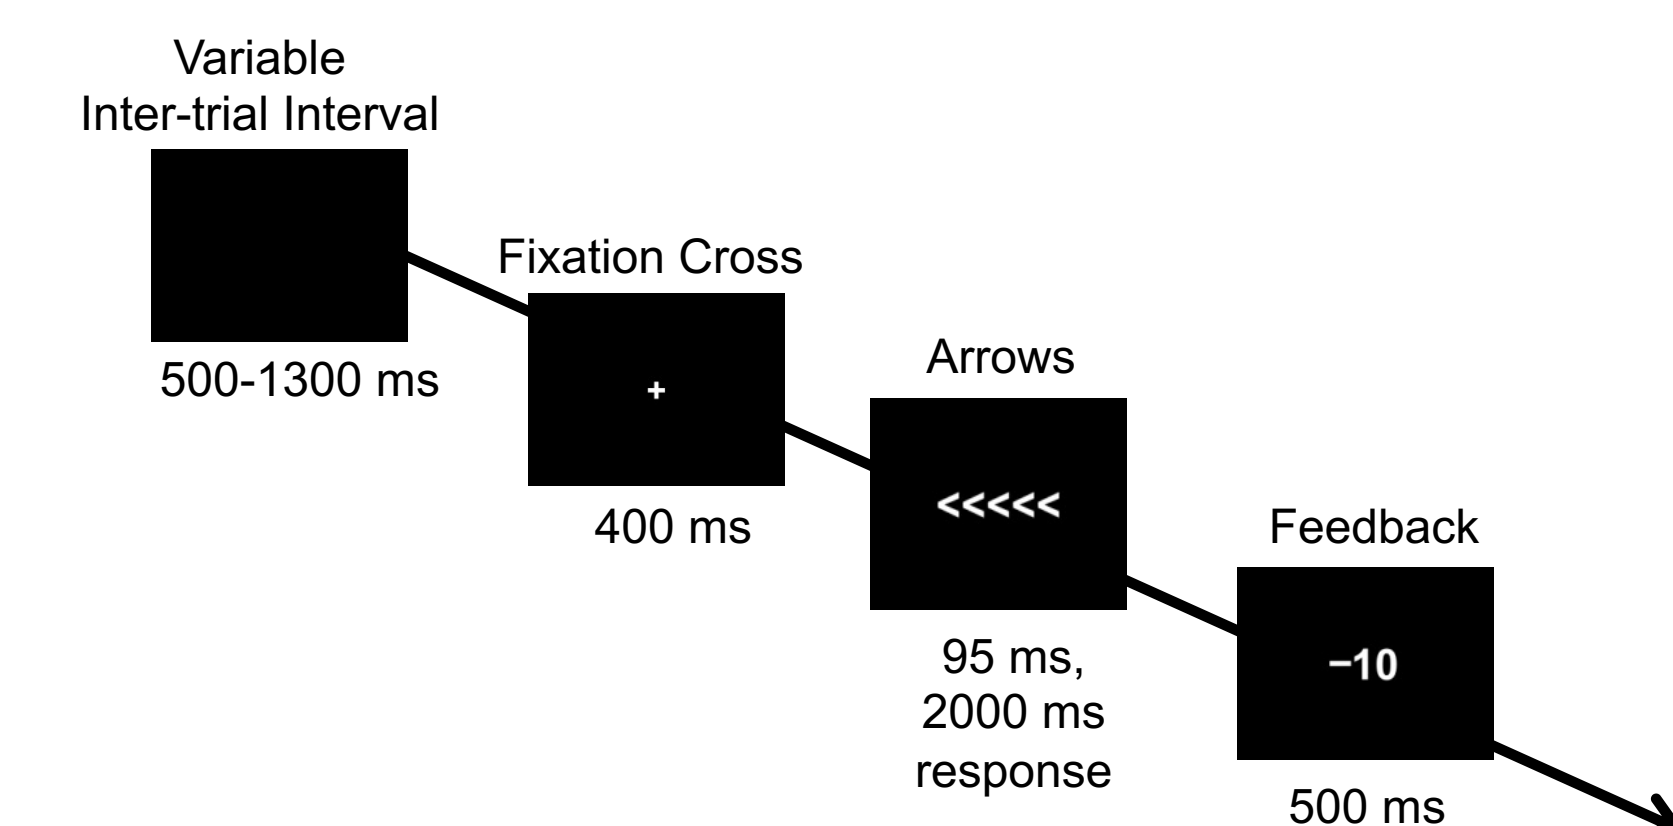 Variable
Inter-trial Interval
500-1300 ms
Fixation Cross
+
400 ms
Arrows
<<<<<
95 ms,
2000 ms
response
Feedback
−10
500 ms